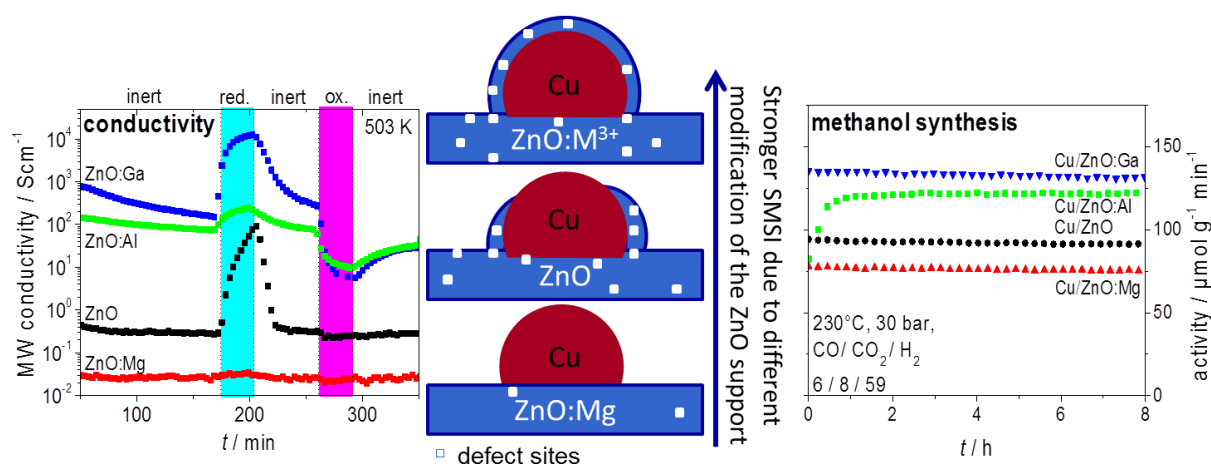 inert red. inert ox. inert
conductivity 503 K
MW conductivity / Scm⁻¹
10⁴
10³
10²
10¹
10⁰
10⁻¹
10⁻²
ZnO:Ga
ZnO:Al
ZnO
ZnO:Mg
100 200 300
t / min
Cu
ZnO:M³⁺
Cu
ZnO
Cu
ZnO:Mg
defect sites
Stronger SMSI due to different
modification of the ZnO support
methanol synthesis
Cu/ZnO:Ga
Cu/ZnO:Al
Cu/ZnO
Cu/ZnO:Mg
230°C, 30 bar,
CO/ CO₂ / H₂
6 / 8 / 59
150
100
50
0
activity / µmol g⁻¹ min⁻¹
0 2 4 6 8
t / h